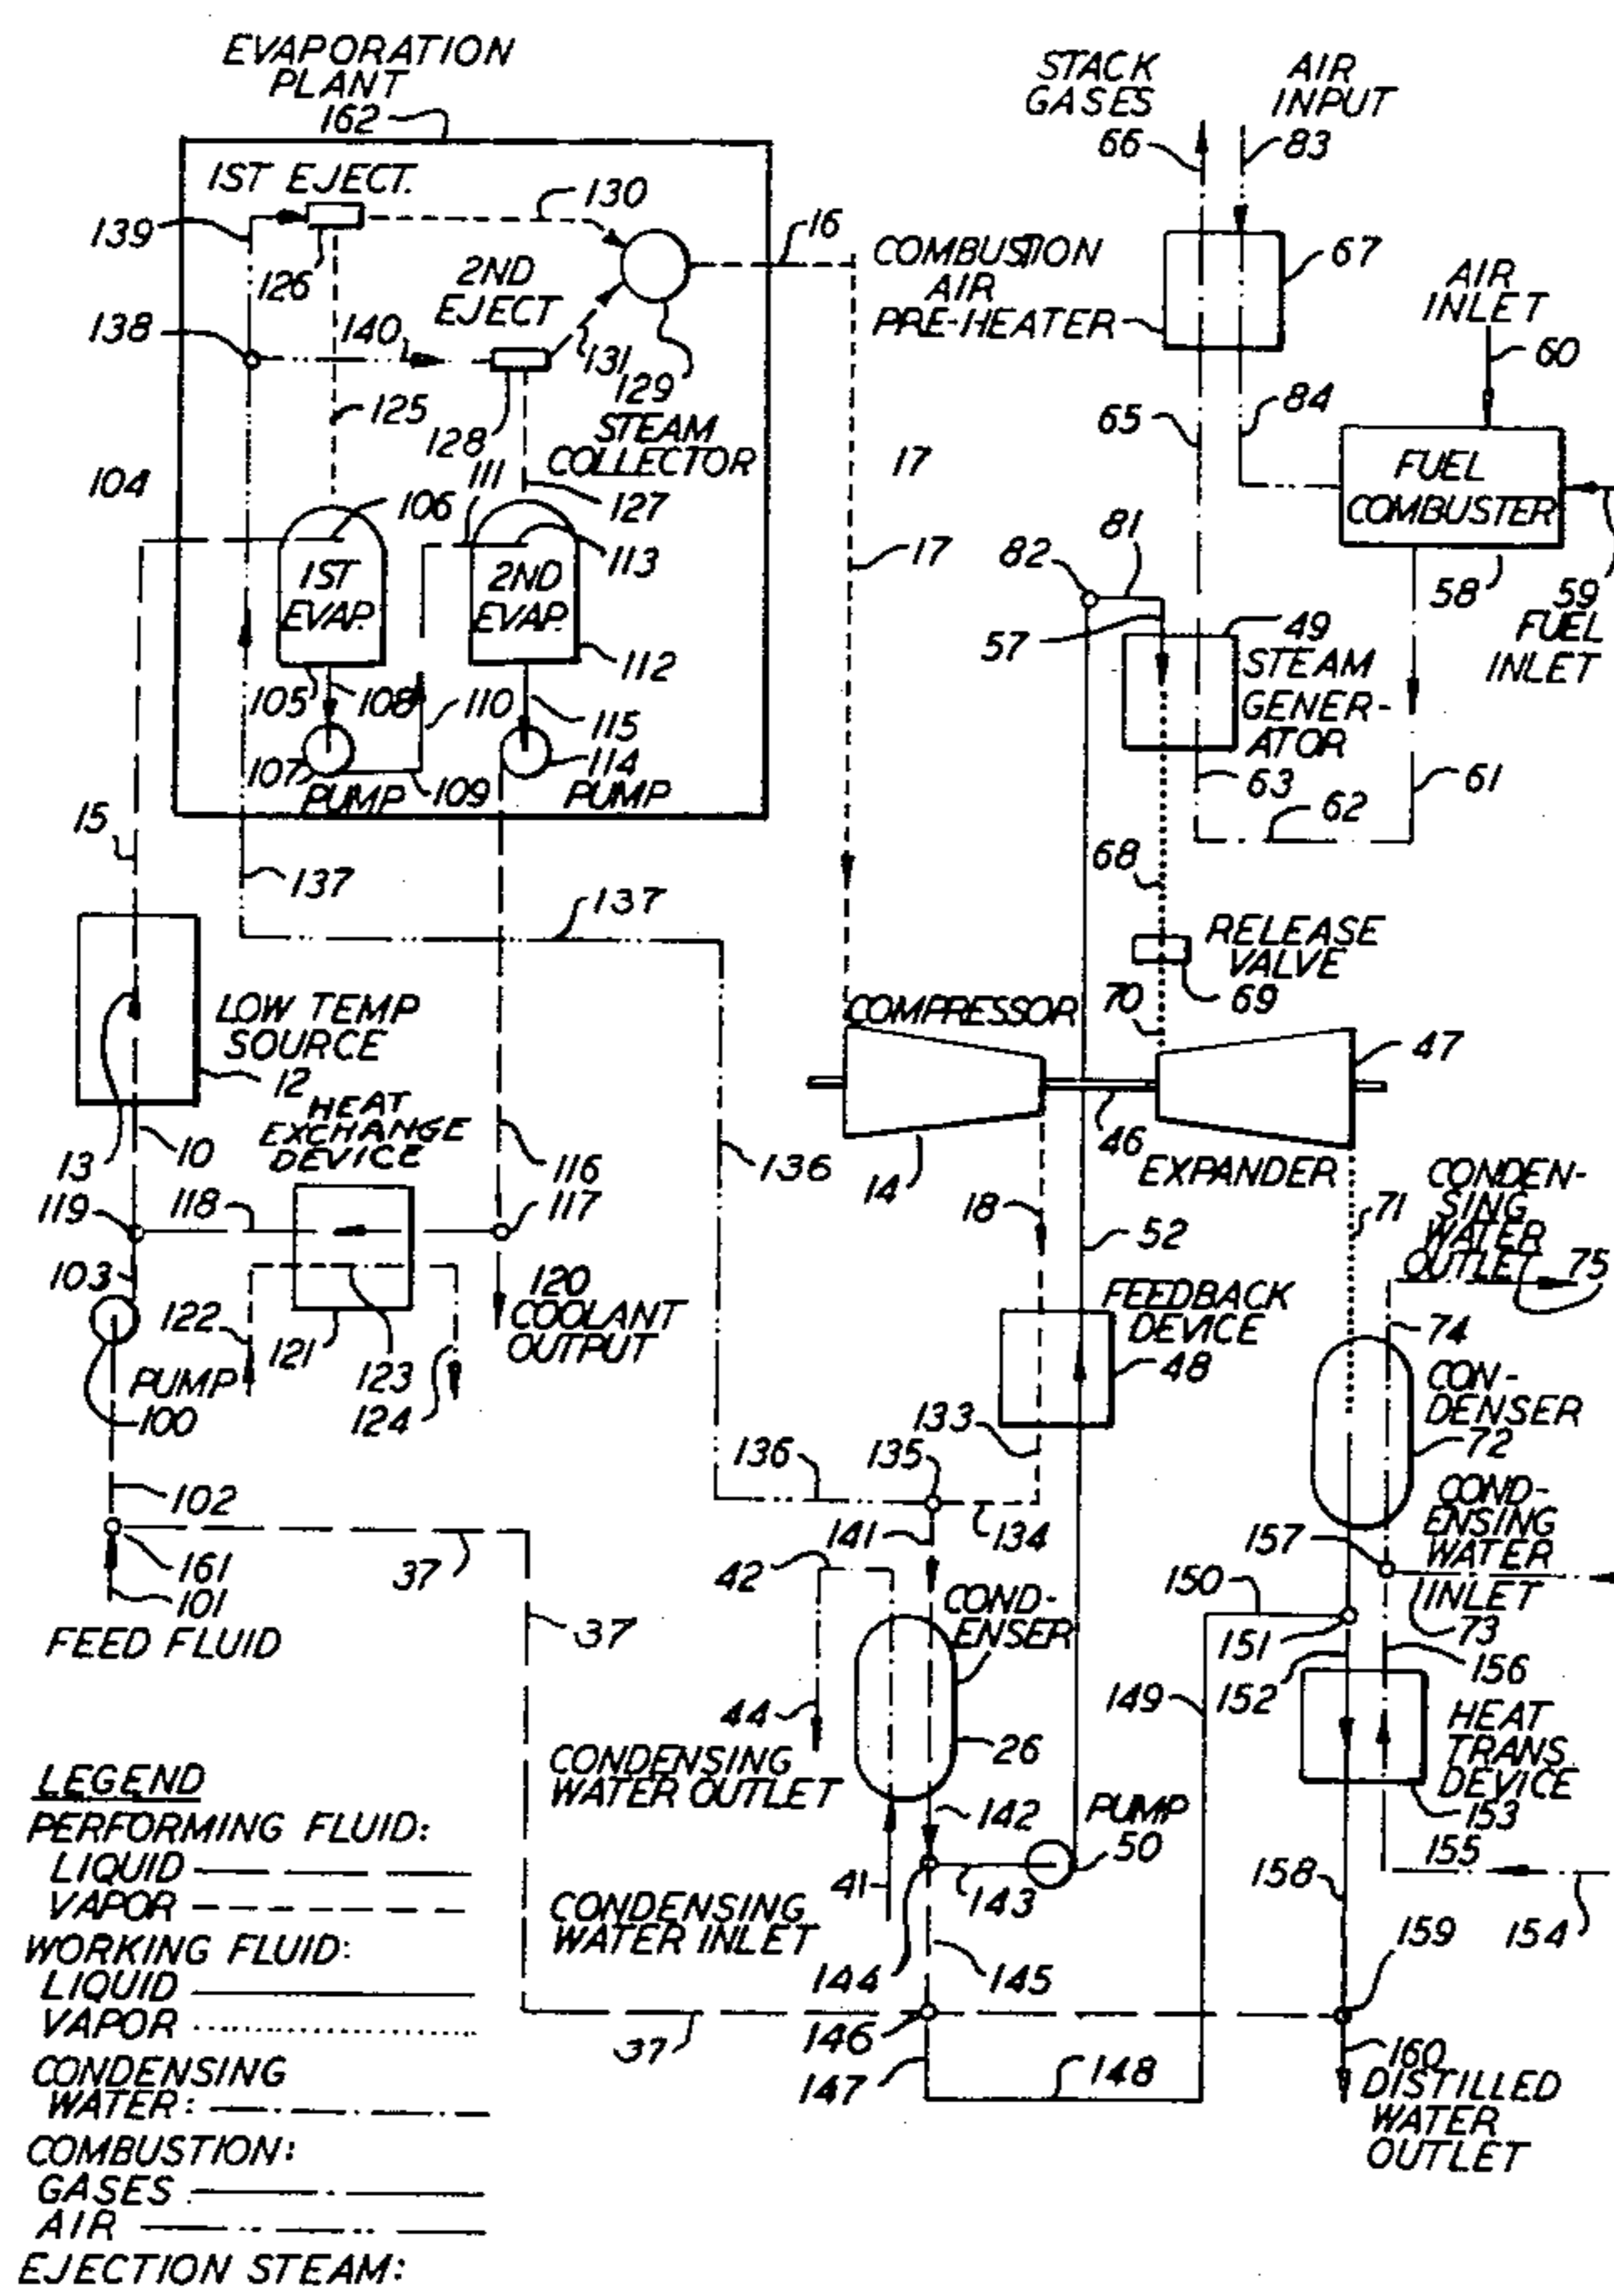 EVAPORATION
PLANT
162
1ST EJECT.
139
126
130
16
2ND
EJECT
138
140
131
129
STEAM
COLLECTOR
125
128
111
127
104
106
113
1ST
EVAP.
2ND
EVAP.
112
105
108
110
115
107
PUMP
109
114
PUMP
STACK
GASES
66
AIR
INPUT
83
COMBUSTION
AIR
PRE-HEATER
67
AIR
INLET
60
65
84
17
FUEL
COMBUSTER
17
82
81
58
59
FUEL
INLET
57
49
STEAM
GENER-
ATOR
63
62
61
15
137
137
68
RELEASE
VALVE
69
70
LOW TEMP
SOURCE
12
COMPRESSOR
47
HEAT
EXCHANGE
DEVICE
13
10
116
136
14
46
EXPANDER
CONDEN-
SING
WATER
OUTLET
75
119
118
117
18
52
71
103
120
COOLANT
OUTPUT
FEEDBACK
DEVICE
48
74
122
121
123
124
PUMP
100
CON-
DENSER
72
133
102
136
135
COND-
ENSING
WATER
INLET
73
161
101
37
141
134
157
42
150
FEED FLUID
37
COND-
ENSER
151
156
149
152
44
26
HEAT
TRANS
DEVICE
153
CONDENSING
WATER OUTLET
142
PUMP
50
155
158
41
143
CONDENSING
WATER INLET
154
159
144
145
146
37
147
148
160
DISTILLED
WATER
OUTLET
LEGEND
PERFORMING FLUID:
LIQUID
VAPOR
WORKING FLUID:
LIQUID
VAPOR
CONDENSING
WATER:
COMBUSTION:
GASES
AIR
EJECTION STEAM: